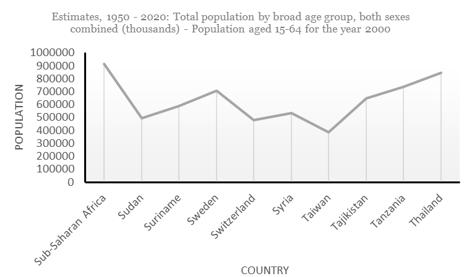 Estimates, 1950 - 2020: Total population by broad age group, both sexes
combined (thousands) - Population aged 15-64 for the year 2000
1000000
900000
800000
700000
600000
500000
400000
300000
200000
100000
0
POPULATION
Sub-Saharan Africa
Sudan
Suriname
Sweden
Switzerland
Syria
Taiwan
Tajikistan
Tanzania
Thailand
COUNTRY